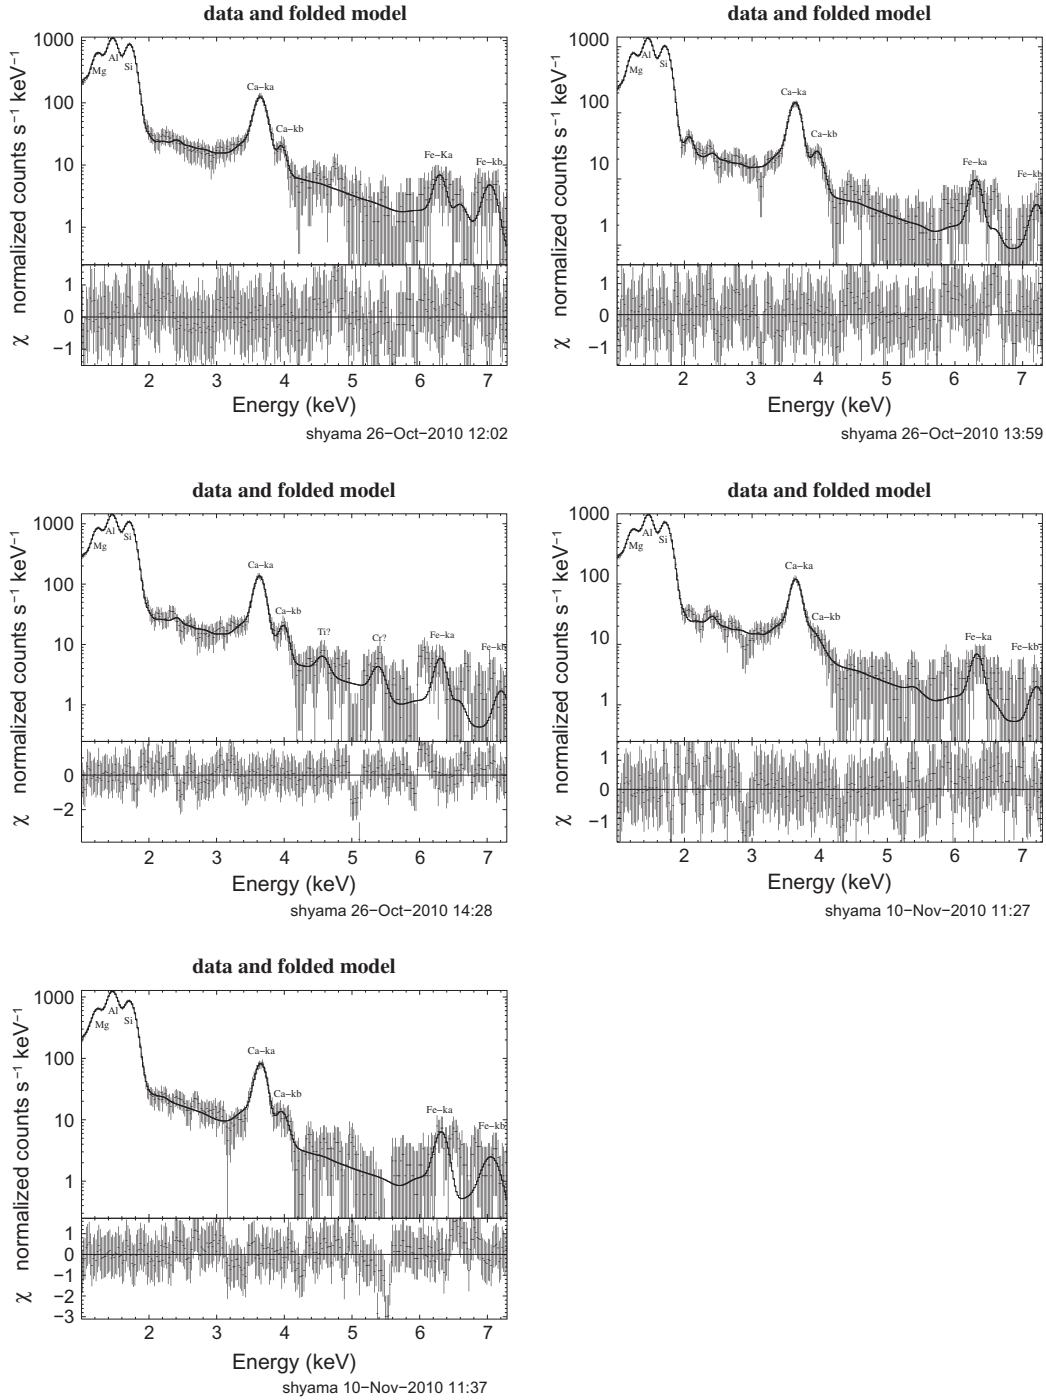 data and folded model
normalized counts s−1 keV−1
1000
100
10
1
Mg
Al
Si
Ca−ka
Ca−kb
Fe−Ka
Fe−kb
χ
1
0
−1
2 3 4 5 6 7
Energy (keV)
shyama 26−Oct−2010 12:02
data and folded model
normalized counts s−1 keV−1
1000
100
10
1
Mg
Al
Si
Ca−ka
Ca−kb
Fe−ka
Fe−kb
χ
1
0
−1
2 3 4 5 6 7
Energy (keV)
shyama 26−Oct−2010 13:59
data and folded model
normalized counts s−1 keV−1
1000
100
10
1
Mg
Al
Si
Ca−ka
Ca−kb
Ti?
Cr?
Fe−ka
Fe−kb
χ
0
−2
2 3 4 5 6 7
Energy (keV)
shyama 26−Oct−2010 14:28
data and folded model
normalized counts s−1 keV−1
1000
100
10
1
Mg
Al
Si
Ca−ka
Ca−kb
Fe−ka
Fe−kb
χ
1
0
−1
2 3 4 5 6 7
Energy (keV)
shyama 10−Nov−2010 11:27
data and folded model
normalized counts s−1 keV−1
1000
100
10
1
Mg
Al
Si
Ca−ka
Ca−kb
Fe−ka
Fe−kb
χ
1
0
−1
−2
−3
2 3 4 5 6 7
Energy (keV)
shyama 10−Nov−2010 11:37